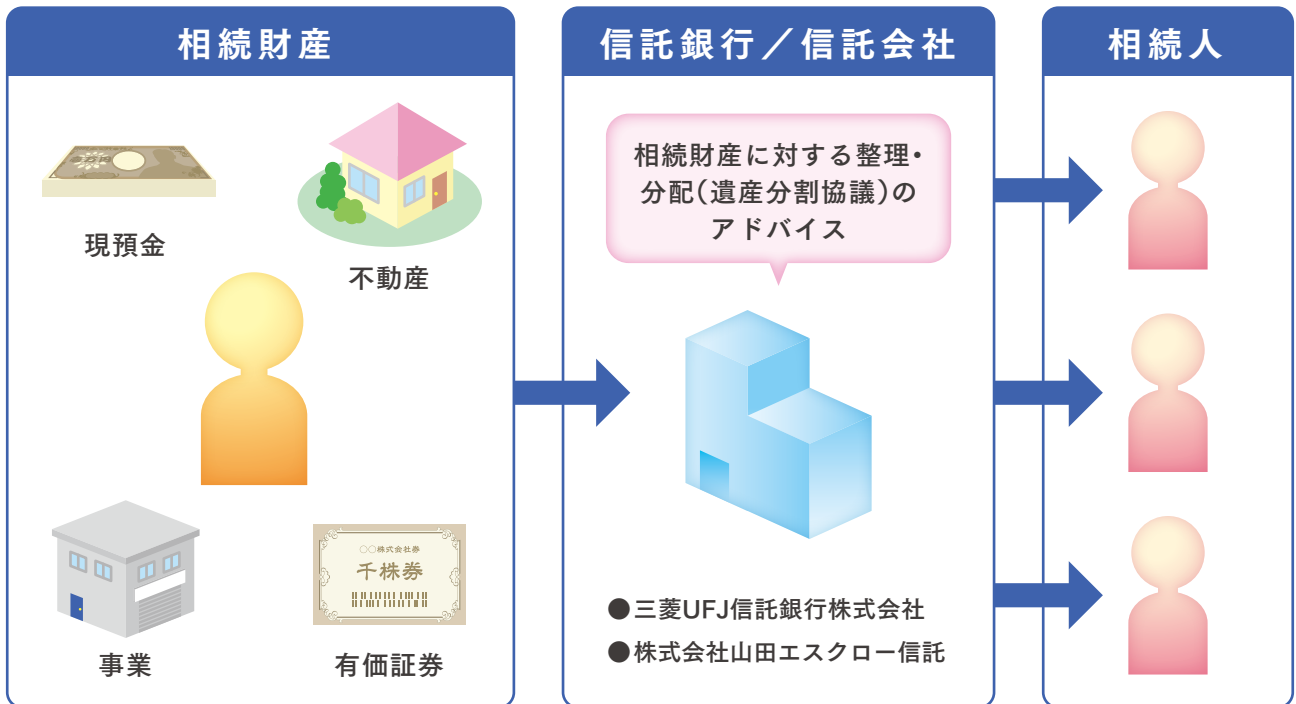 相続財産
信託銀行／信託会社
相続人
現預金
不動産
事業
○○株式会社券
千株券
有価証券
相続財産に対する整理・
分配（遺産分割協議）の
アドバイス
●三菱UFJ信託銀行株式会社
●株式会社山田エスクロー信託